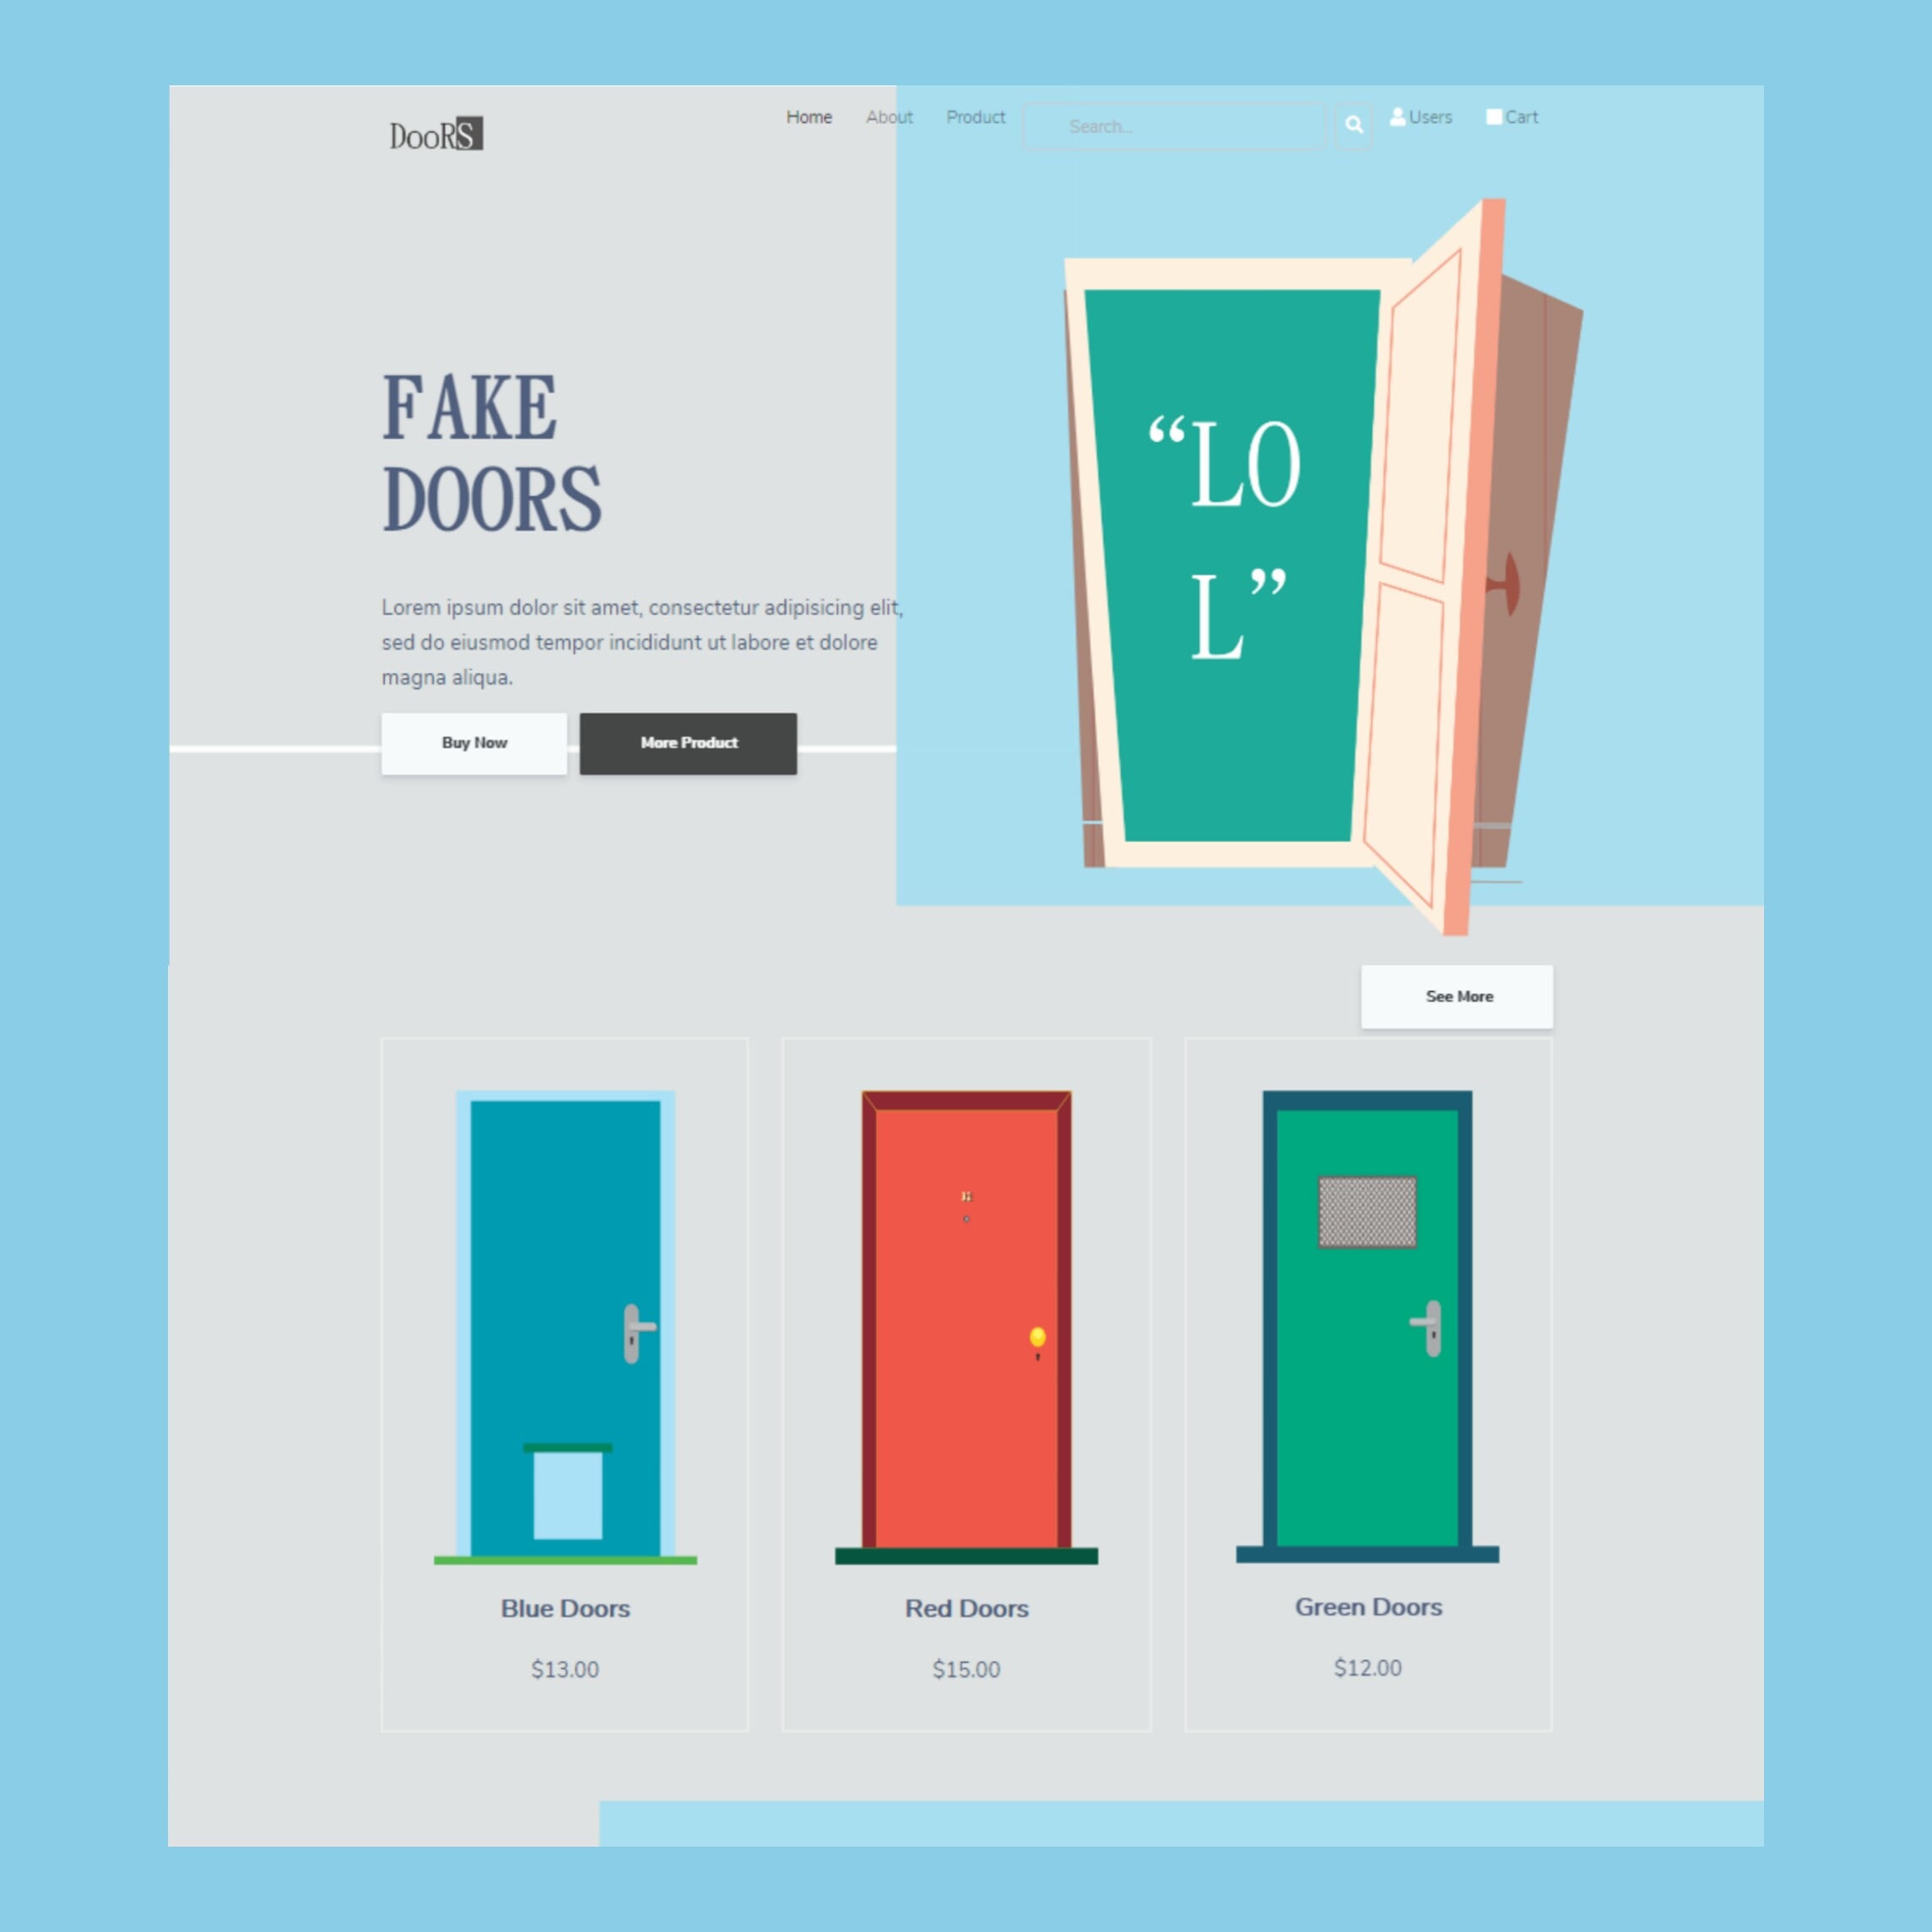 DooRS
Home About Product Search... Users Cart
FAKE
DOORS
“LO
L”
Lorem ipsum dolor sit amet, consectetur adipisicing elit,
sed do eiusmod tempor incididunt ut labore et dolore
magna aliqua.
Buy Now More Product
See More
Blue Doors Red Doors Green Doors
$13.00 $15.00 $12.00